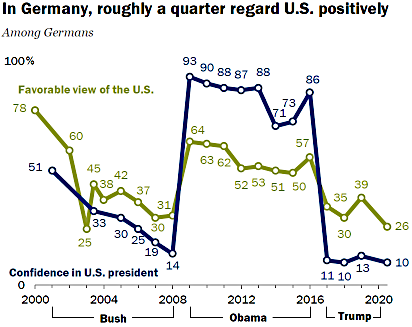 In Germany, roughly a quarter regard U.S. positively
Among Germans
100%
93 90 88 87 88 86
Favorable view of the U.S.
78
71 73
60
64 63 62 57
51
45 42
38 37
52 53 51 50
33 30 25 31 30
35 39
25
19
30
26
14
Confidence in U.S. president
11 10 13 10
0
2000 2004 2008 2012 2016 2020
Bush Obama Trump